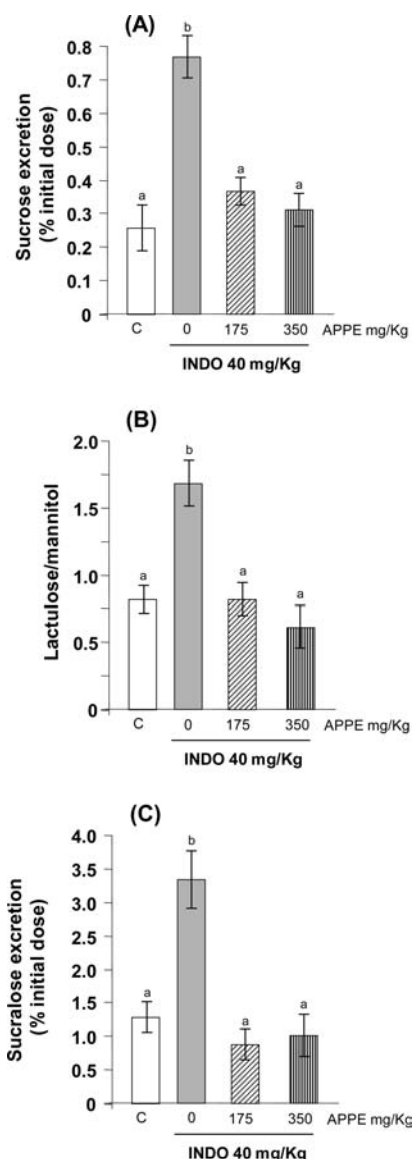 (A)
b
Sucrose excretion
(% initial dose)
0.8
0.7
0.6
0.4
0.3
0.2
0.1
0
a
a
a
C 0 175 350 APPE mg/Kg
INDO 40 mg/Kg
(B)
b
Lactulose/mannitol
2.0
1.5
1.0
0.5
0
a
a
a
C 0 175 350 APPE mg/Kg
INDO 40 mg/Kg
(C)
b
Sucralose excretion
(% initial dose)
4.0
3.5
3.0
2.5
2.0
1.5
1.0
0.5
0
a
a
a
C 0 175 350 APPE mg/Kg
INDO 40 mg/Kg